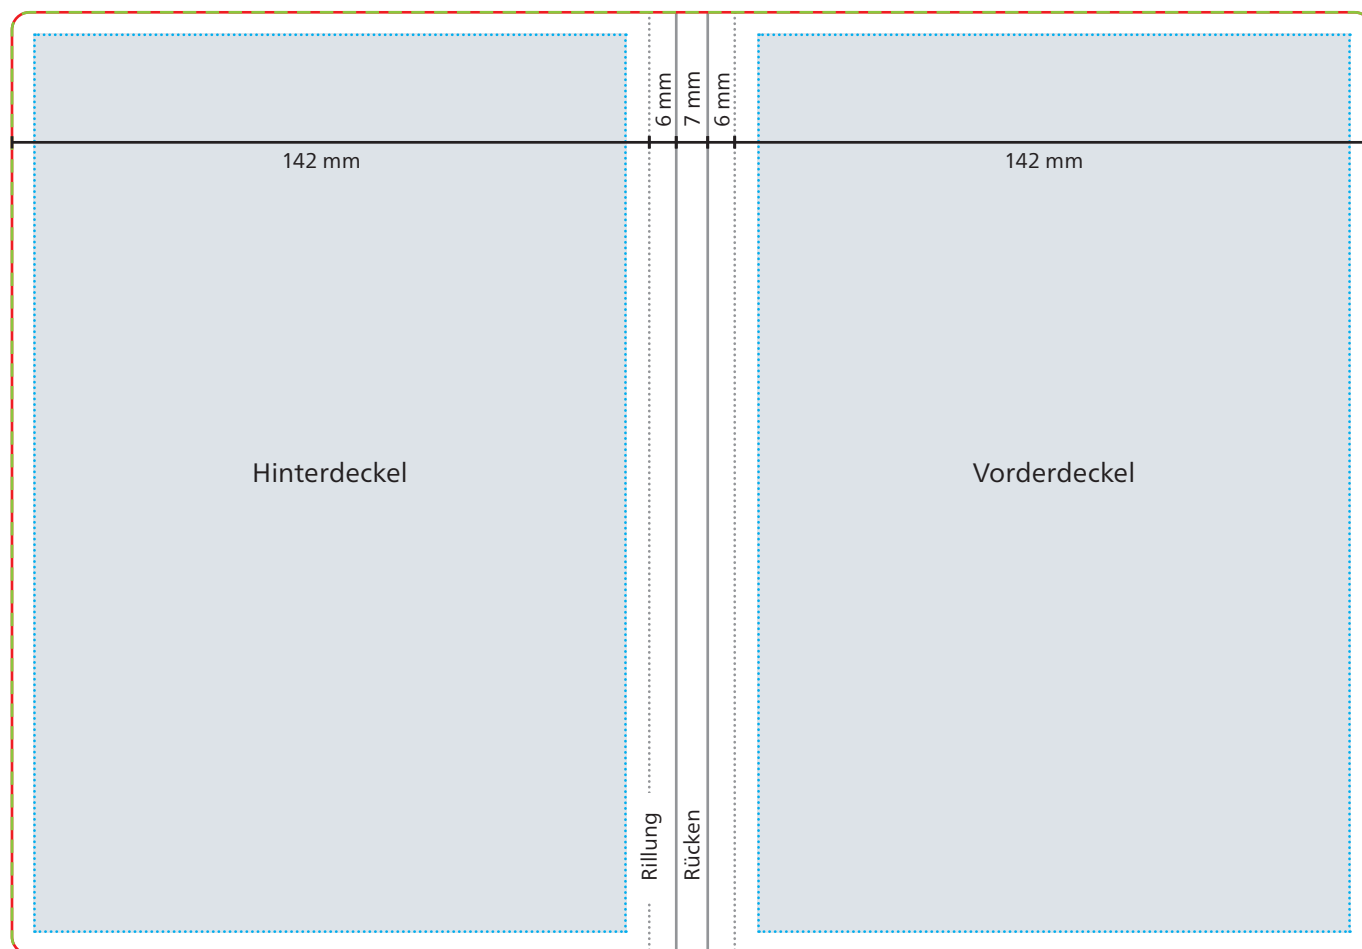 6 mm
7 mm
6 mm
142 mm
142 mm
Hinterdeckel
Vorderdeckel
Rillung
Rücken